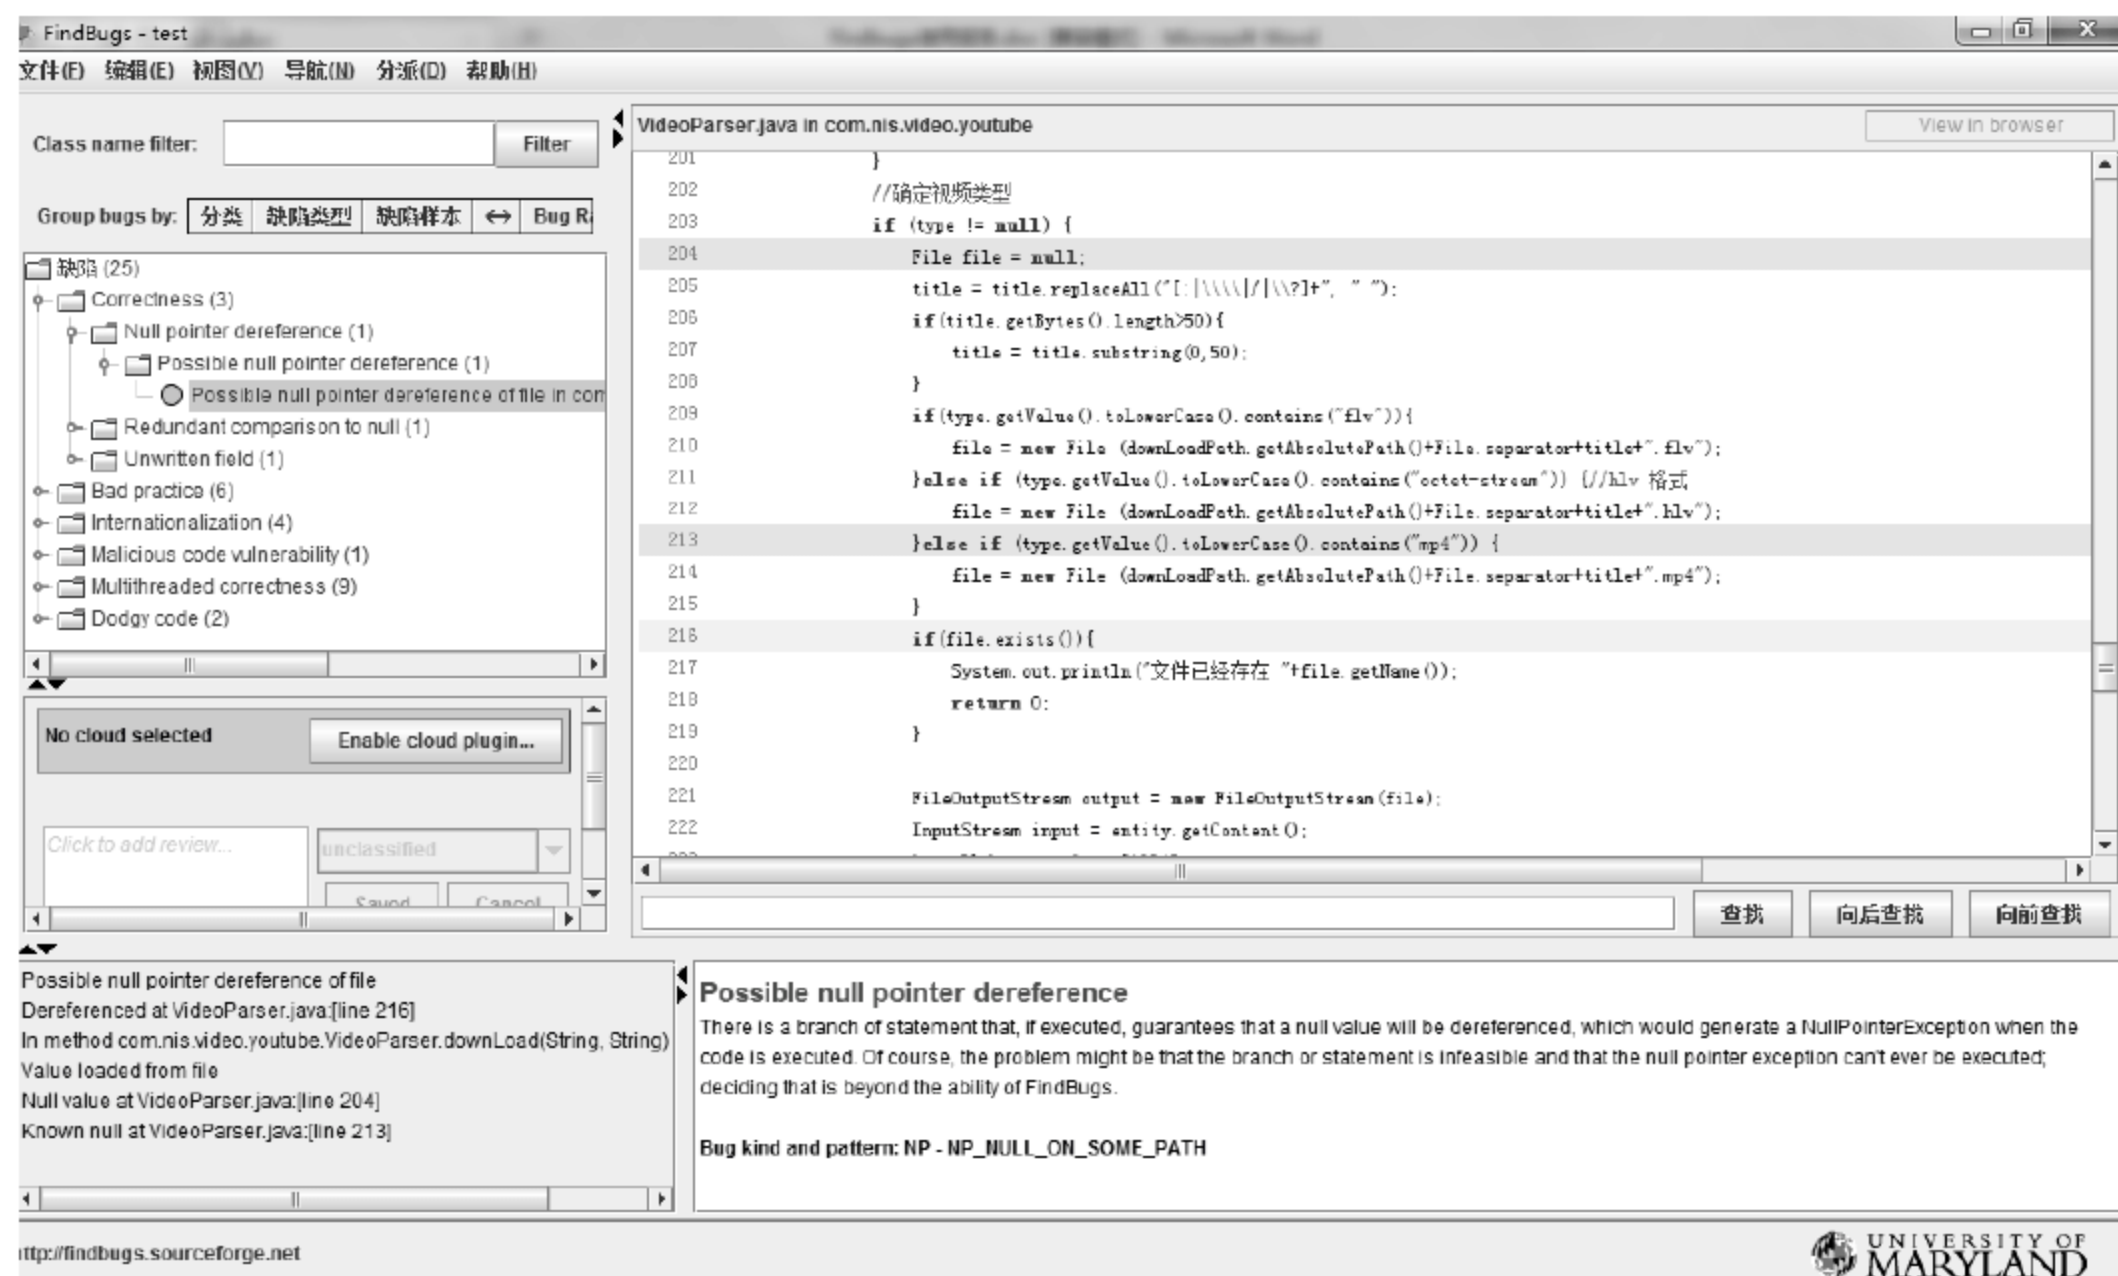 FindBugs - test
文件(F) 编辑(E) 视图(V) 导航(N) 分派(D) 帮助(H)
Class name filter:
Filter
Group bugs by: 分类 缺陷类型 缺陷样本 ↔ Bug Ra
缺陷 (25)
Correctness (3)
Null pointer dereference (1)
Possible null pointer dereference (1)
Possible null pointer dereference of file in com
Redundant comparison to null (1)
Unwritten field (1)
Bad practice (6)
Internationalization (4)
Malicious code vulnerability (1)
Multithreaded correctness (9)
Dodgy code (2)
No cloud selected
Enable cloud plugin...
Click to add review...
unclassified
Saved Cancel
VideoParser.java in com.nis.video.youtube
View in browser
201 }
202 //确定视频类型
203 if (type != null) {
204 File file = null;
205 title = title.replaceAll("[:|\\\\|/|\\?]+", " ");
206 if(title.getBytes().length>50){
207 title = title.substring(0,50);
208 }
209 if(type.getValue().toLowerCase().contains("flv")){
210 file = new File (downLoadPath.getAbsolutePath()+File.separator+title+".flv");
211 }else if (type.getValue().toLowerCase().contains("octet-stream")) {//hlv 格式
212 file = new File (downLoadPath.getAbsolutePath()+File.separator+title+".hlv");
213 }else if (type.getValue().toLowerCase().contains("mp4")) {
214 file = new File (downLoadPath.getAbsolutePath()+File.separator+title+".mp4");
215 }
216 if(file.exists()){
217 System.out.println("文件已经存在 "+file.getName());
218 return 0;
219 }
220
221 FileOutputStream output = new FileOutputStream(file);
222 InputStream input = entity.getContent();
查找 向后查找 向前查找
Possible null pointer dereference of file
Dereferenced at VideoParser.java:[line 216]
In method com.nis.video.youtube.VideoParser.downLoad(String, String)
Value loaded from file
Null value at VideoParser.java:[line 204]
Known null at VideoParser.java:[line 213]
Possible null pointer dereference
There is a branch of statement that, if executed, guarantees that a null value will be dereferenced, which would generate a NullPointerException when the
code is executed. Of course, the problem might be that the branch or statement is infeasible and that the null pointer exception can't ever be executed;
deciding that is beyond the ability of FindBugs.
Bug kind and pattern: NP - NP_NULL_ON_SOME_PATH
ttp://findbugs.sourceforge.net
UNIVERSITY OF
MARYLAND